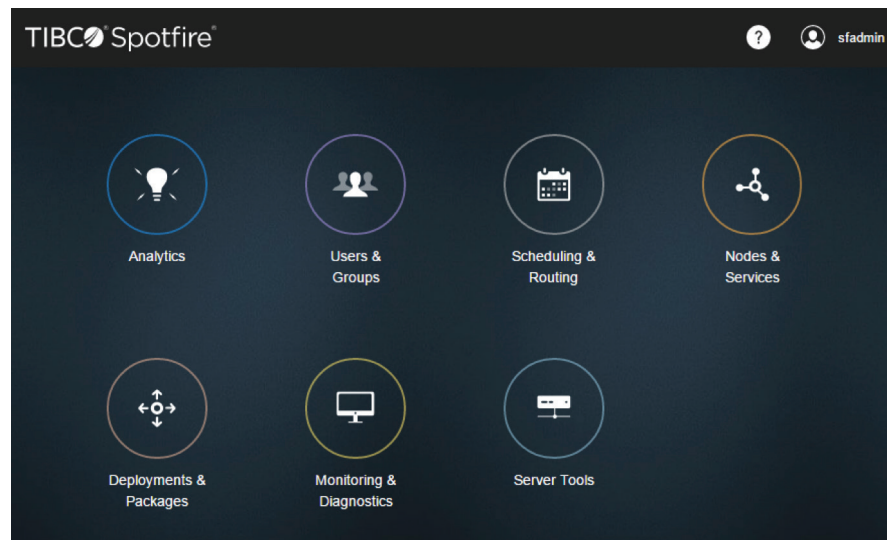 TIBCO® Spotfire®
? sfadmin
Analytics
Users &
Groups
Scheduling &
Routing
Nodes &
Services
Deployments &
Packages
Monitoring &
Diagnostics
Server Tools